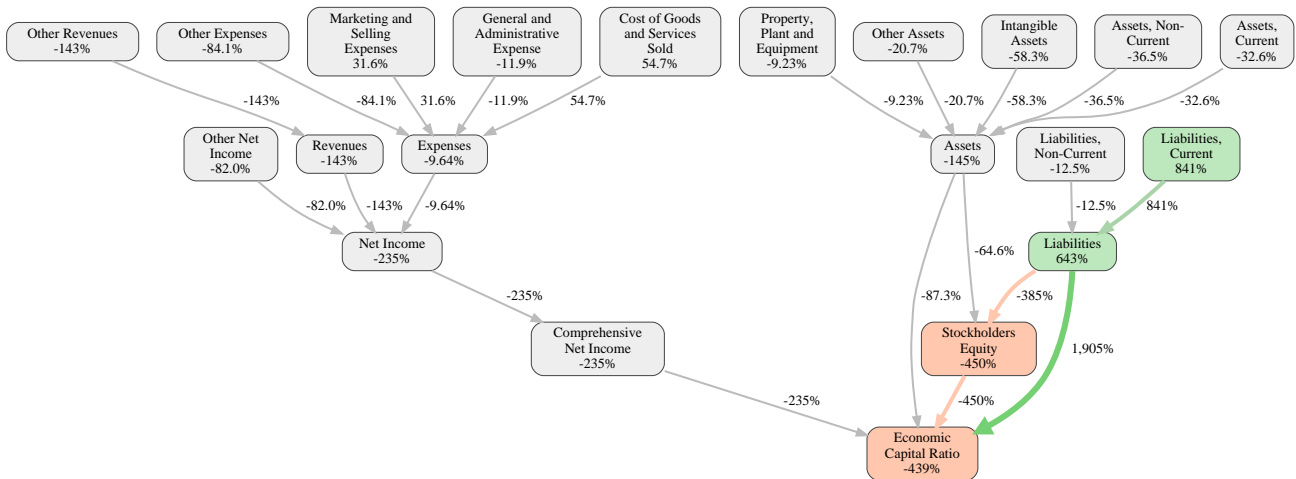 Other Revenues
-143%
Other Expenses
-84.1%
Marketing and
Selling
Expenses
31.6%
General and
Administrative
Expense
-11.9%
Cost of Goods
and Services
Sold
54.7%
Property,
Plant and
Equipment
-9.23%
Other Assets
-20.7%
Intangible
Assets
-58.3%
Assets, Non-
Current
-36.5%
Assets,
Current
-32.6%
-143%
-84.1%
31.6%
-11.9%
54.7%
-9.23%
-20.7%
-58.3%
-36.5%
-32.6%
Other Net
Income
-82.0%
Revenues
-143%
Expenses
-9.64%
Assets
-145%
Liabilities,
Non-Current
-12.5%
Liabilities,
Current
841%
-82.0%
-143%
-9.64%
-12.5%
841%
Net Income
-235%
Liabilities
643%
-64.6%
-235%
-87.3%
-385%
Comprehensive
Net Income
-235%
Stockholders
Equity
-450%
1,905%
-235%
-450%
Economic
Capital Ratio
-439%